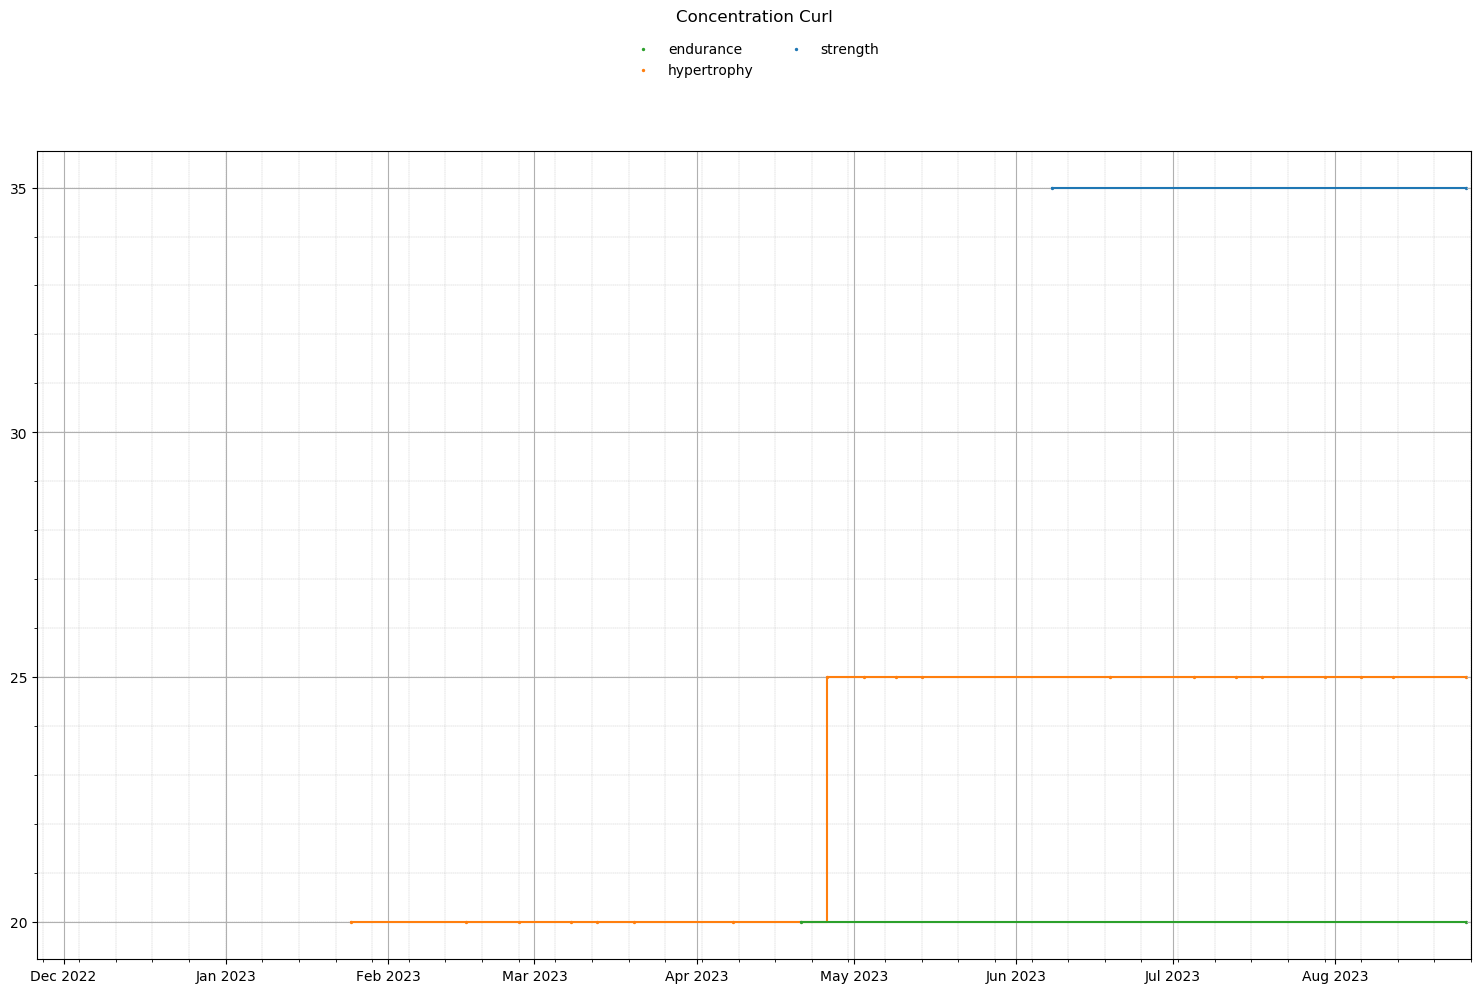 Concentration Curl
endurance strength
hypertrophy
35
30
25
20
Dec 2022 Jan 2023 Feb 2023 Mar 2023 Apr 2023 May 2023 Jun 2023 Jul 2023 Aug 2023